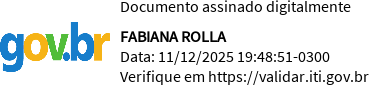 Documento assinado digitalmente
gov.br
FABIANA ROLLA
Data: 11/12/2025 19:48:51-0300
Verifique em https://validar.iti.gov.br